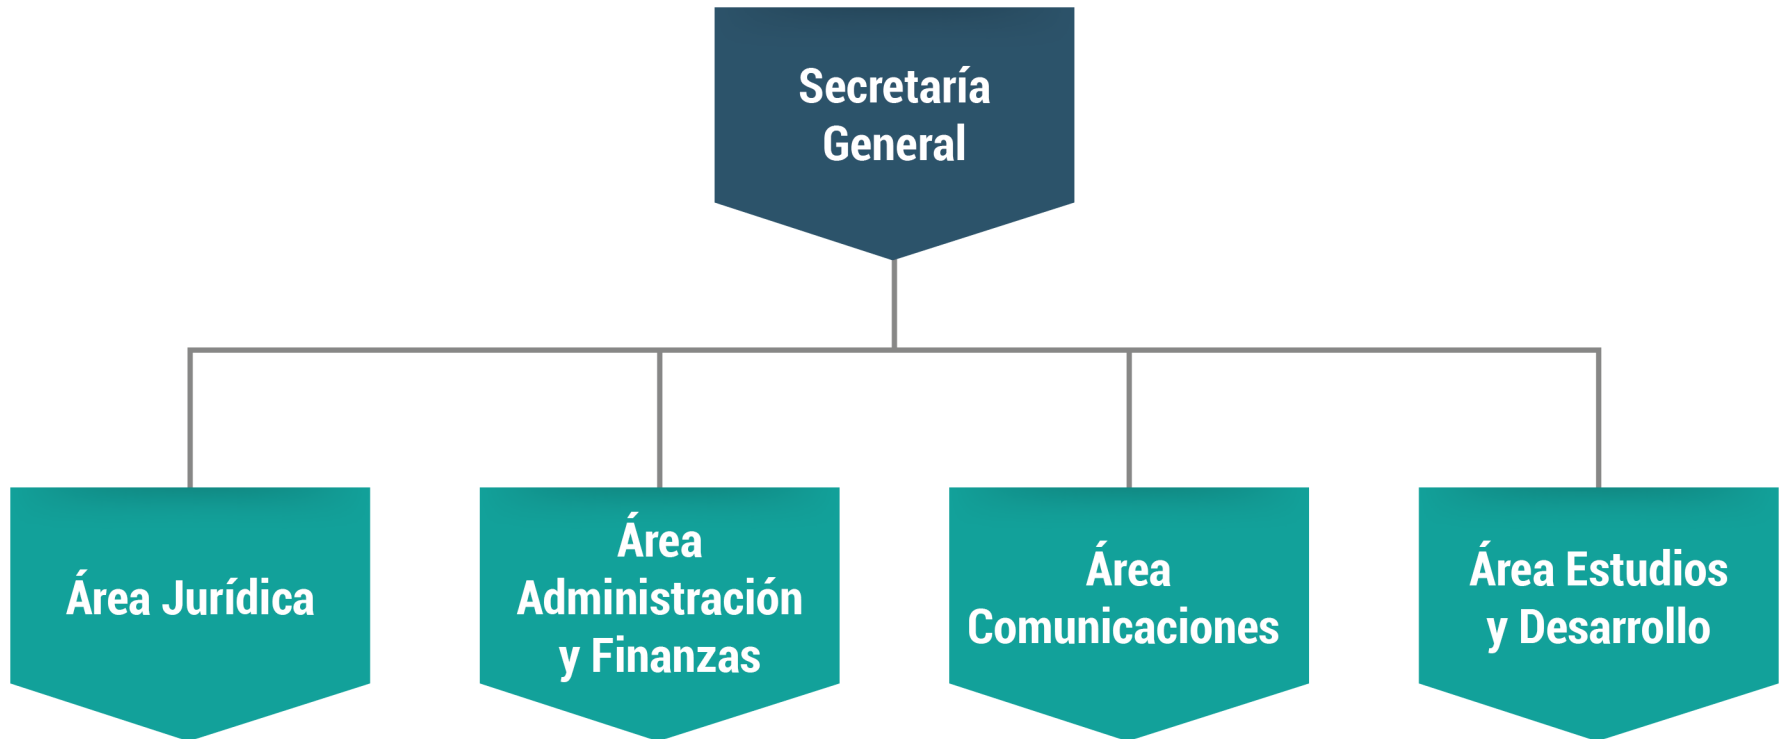 Secretaría
General
Área Jurídica
Área
Administración
y Finanzas
Área
Comunicaciones
Área Estudios
y Desarrollo